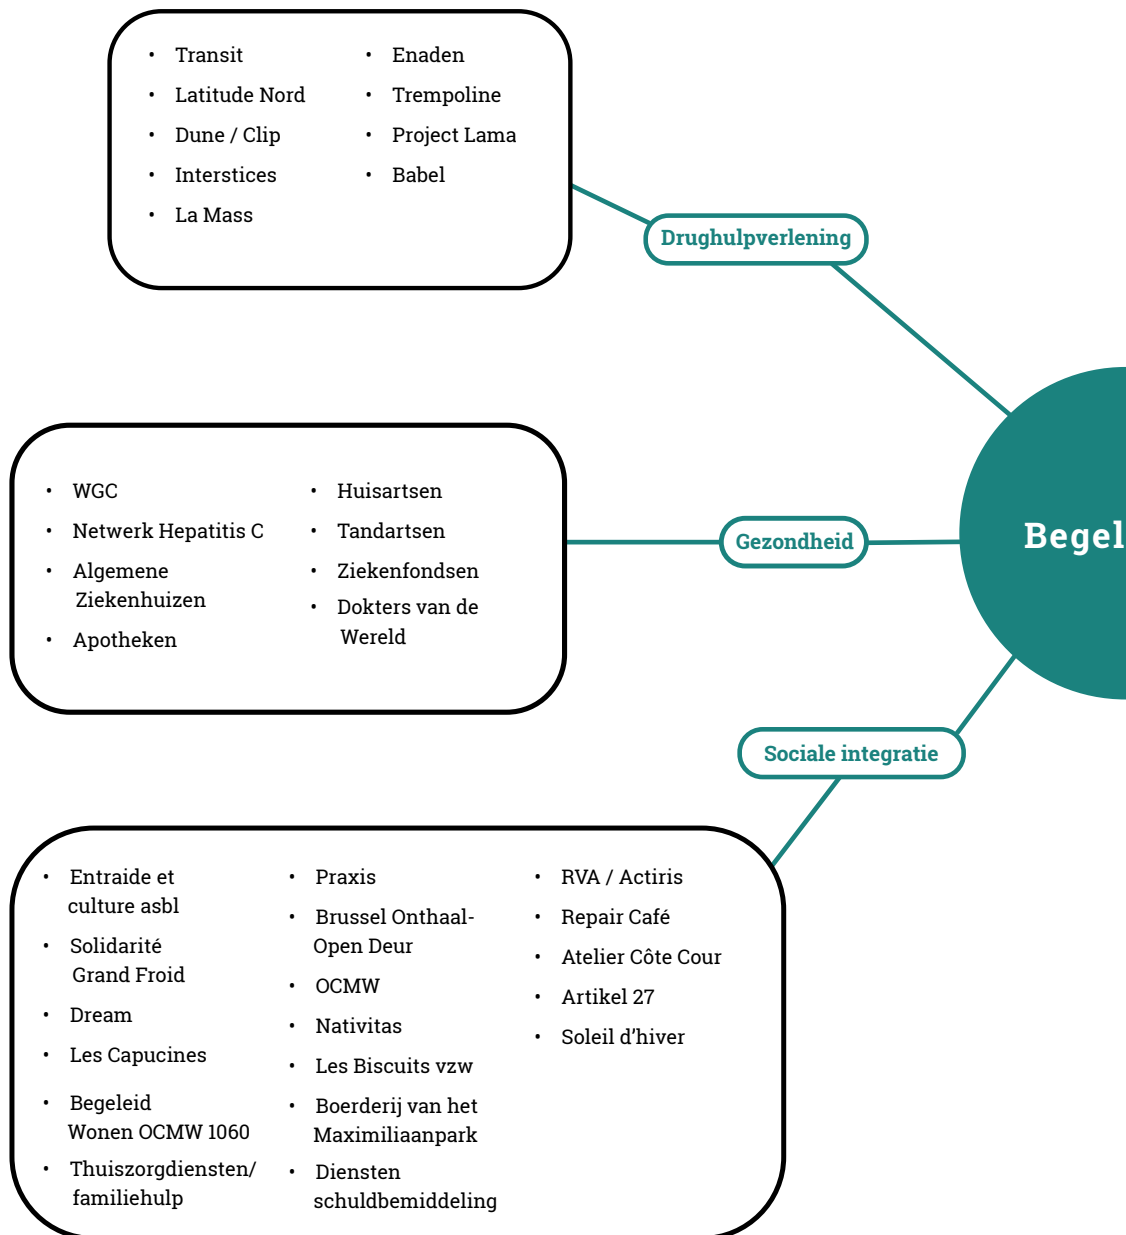 Transit
Latitude Nord
Dune / Clip
Interstices
La Mass
Enaden
Trempoline
Project Lama
Babel
Drughulpverlening
WGC
Netwerk Hepatitis C
Algemene
Ziekenhuizen
Apotheken
Huisartsen
Tandartsen
Ziekenfondsen
Dokters van de
Wereld
Gezondheid
Begel
Sociale integratie
Entraide et
culture asbl
Solidarité
Grand Froid
Dream
Les Capucines
Begeleid
Wonen OCMW 1060
Thuiszorgdiensten/
familiehulp
Praxis
Brussel Onthaal-
Open Deur
OCMW
Nativitas
Les Biscuits vzw
Boerderij van het
Maximiliaanpark
Diensten
schuldbemiddeling
RVA / Actiris
Repair Café
Atelier Côte Cour
Artikel 27
Soleil d’hiver